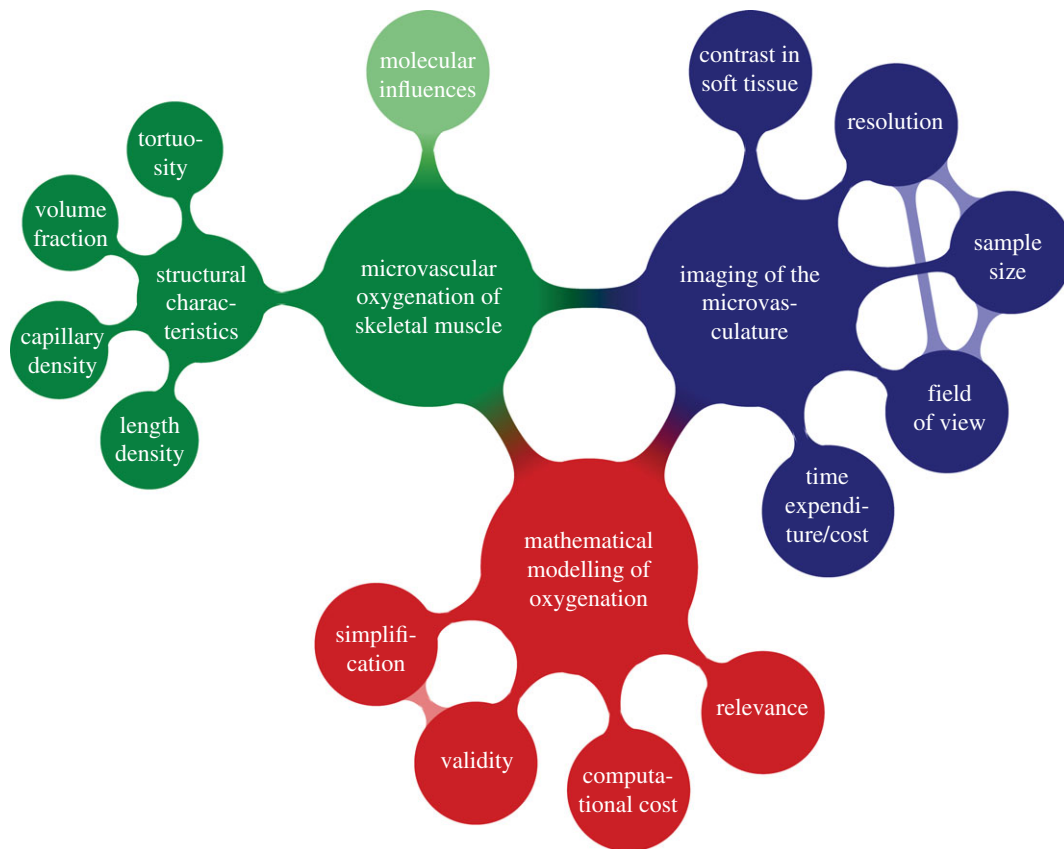 molecular
influences
contrast in
soft tissue
resolution
tortuo-
sity
volume
fraction
structural
charac-
teristics
capillary
density
length
density
microvascular
oxygenation of
skeletal muscle
imaging of the
microvas-
culature
sample
size
field
of view
time
expendi-
ture/cost
mathematical
modelling of
oxygenation
simplifi-
cation
validity
computa-
tional cost
relevance